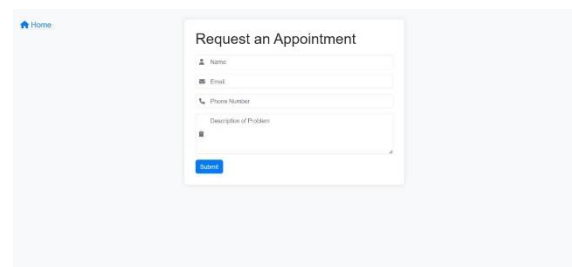 Home
Request an Appointment
Name
Email
Phone Number
Description of Problem
Submit